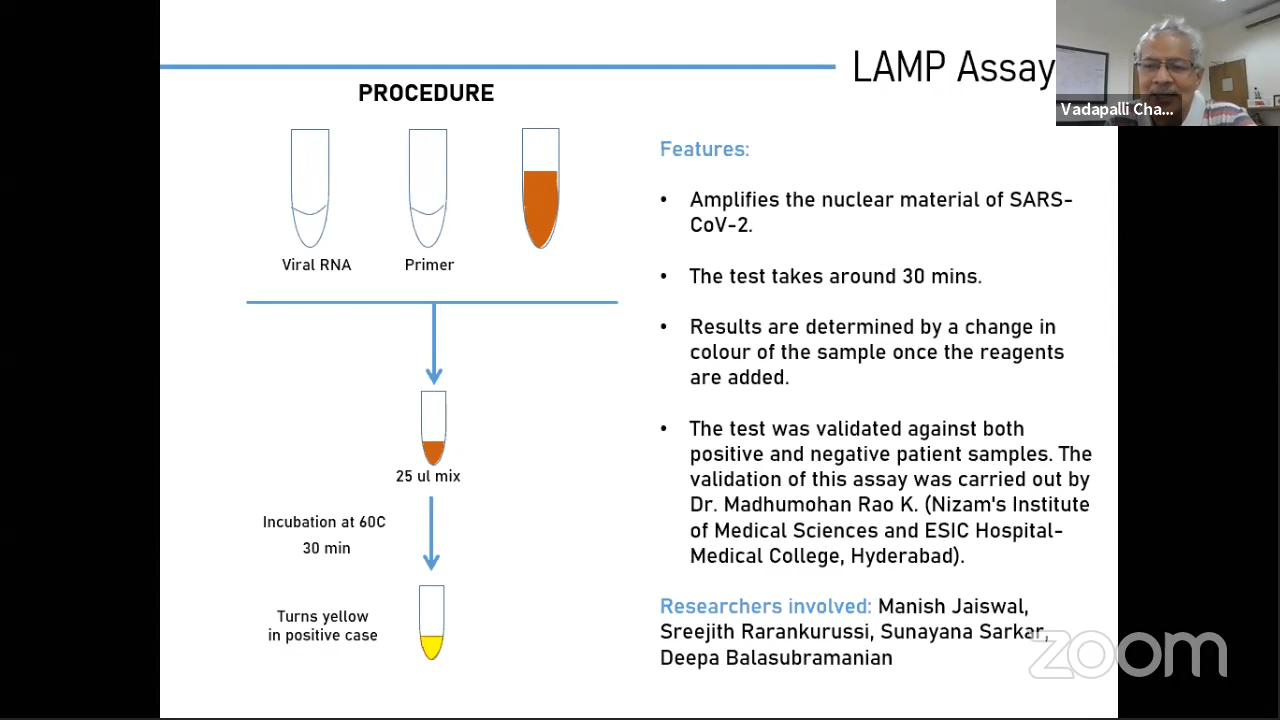 LAMP Assay
Vadapalli Cha...
PROCEDURE
Viral RNA
Primer
25 ul mix
Incubation at 60C
30 min
Turns yellow
in positive case
Features:
• Amplifies the nuclear material of SARS-
CoV-2.
• The test takes around 30 mins.
• Results are determined by a change in
colour of the sample once the reagents
are added.
• The test was validated against both
positive and negative patient samples. The
validation of this assay was carried out by
Dr. Madhumohan Rao K. (Nizam's Institute
of Medical Sciences and ESIC Hospital-
Medical College, Hyderabad).
Researchers involved: Manish Jaiswal,
Sreejith Rarankurussi, Sunayana Sarkar,
Deepa Balasubramanian
zoom